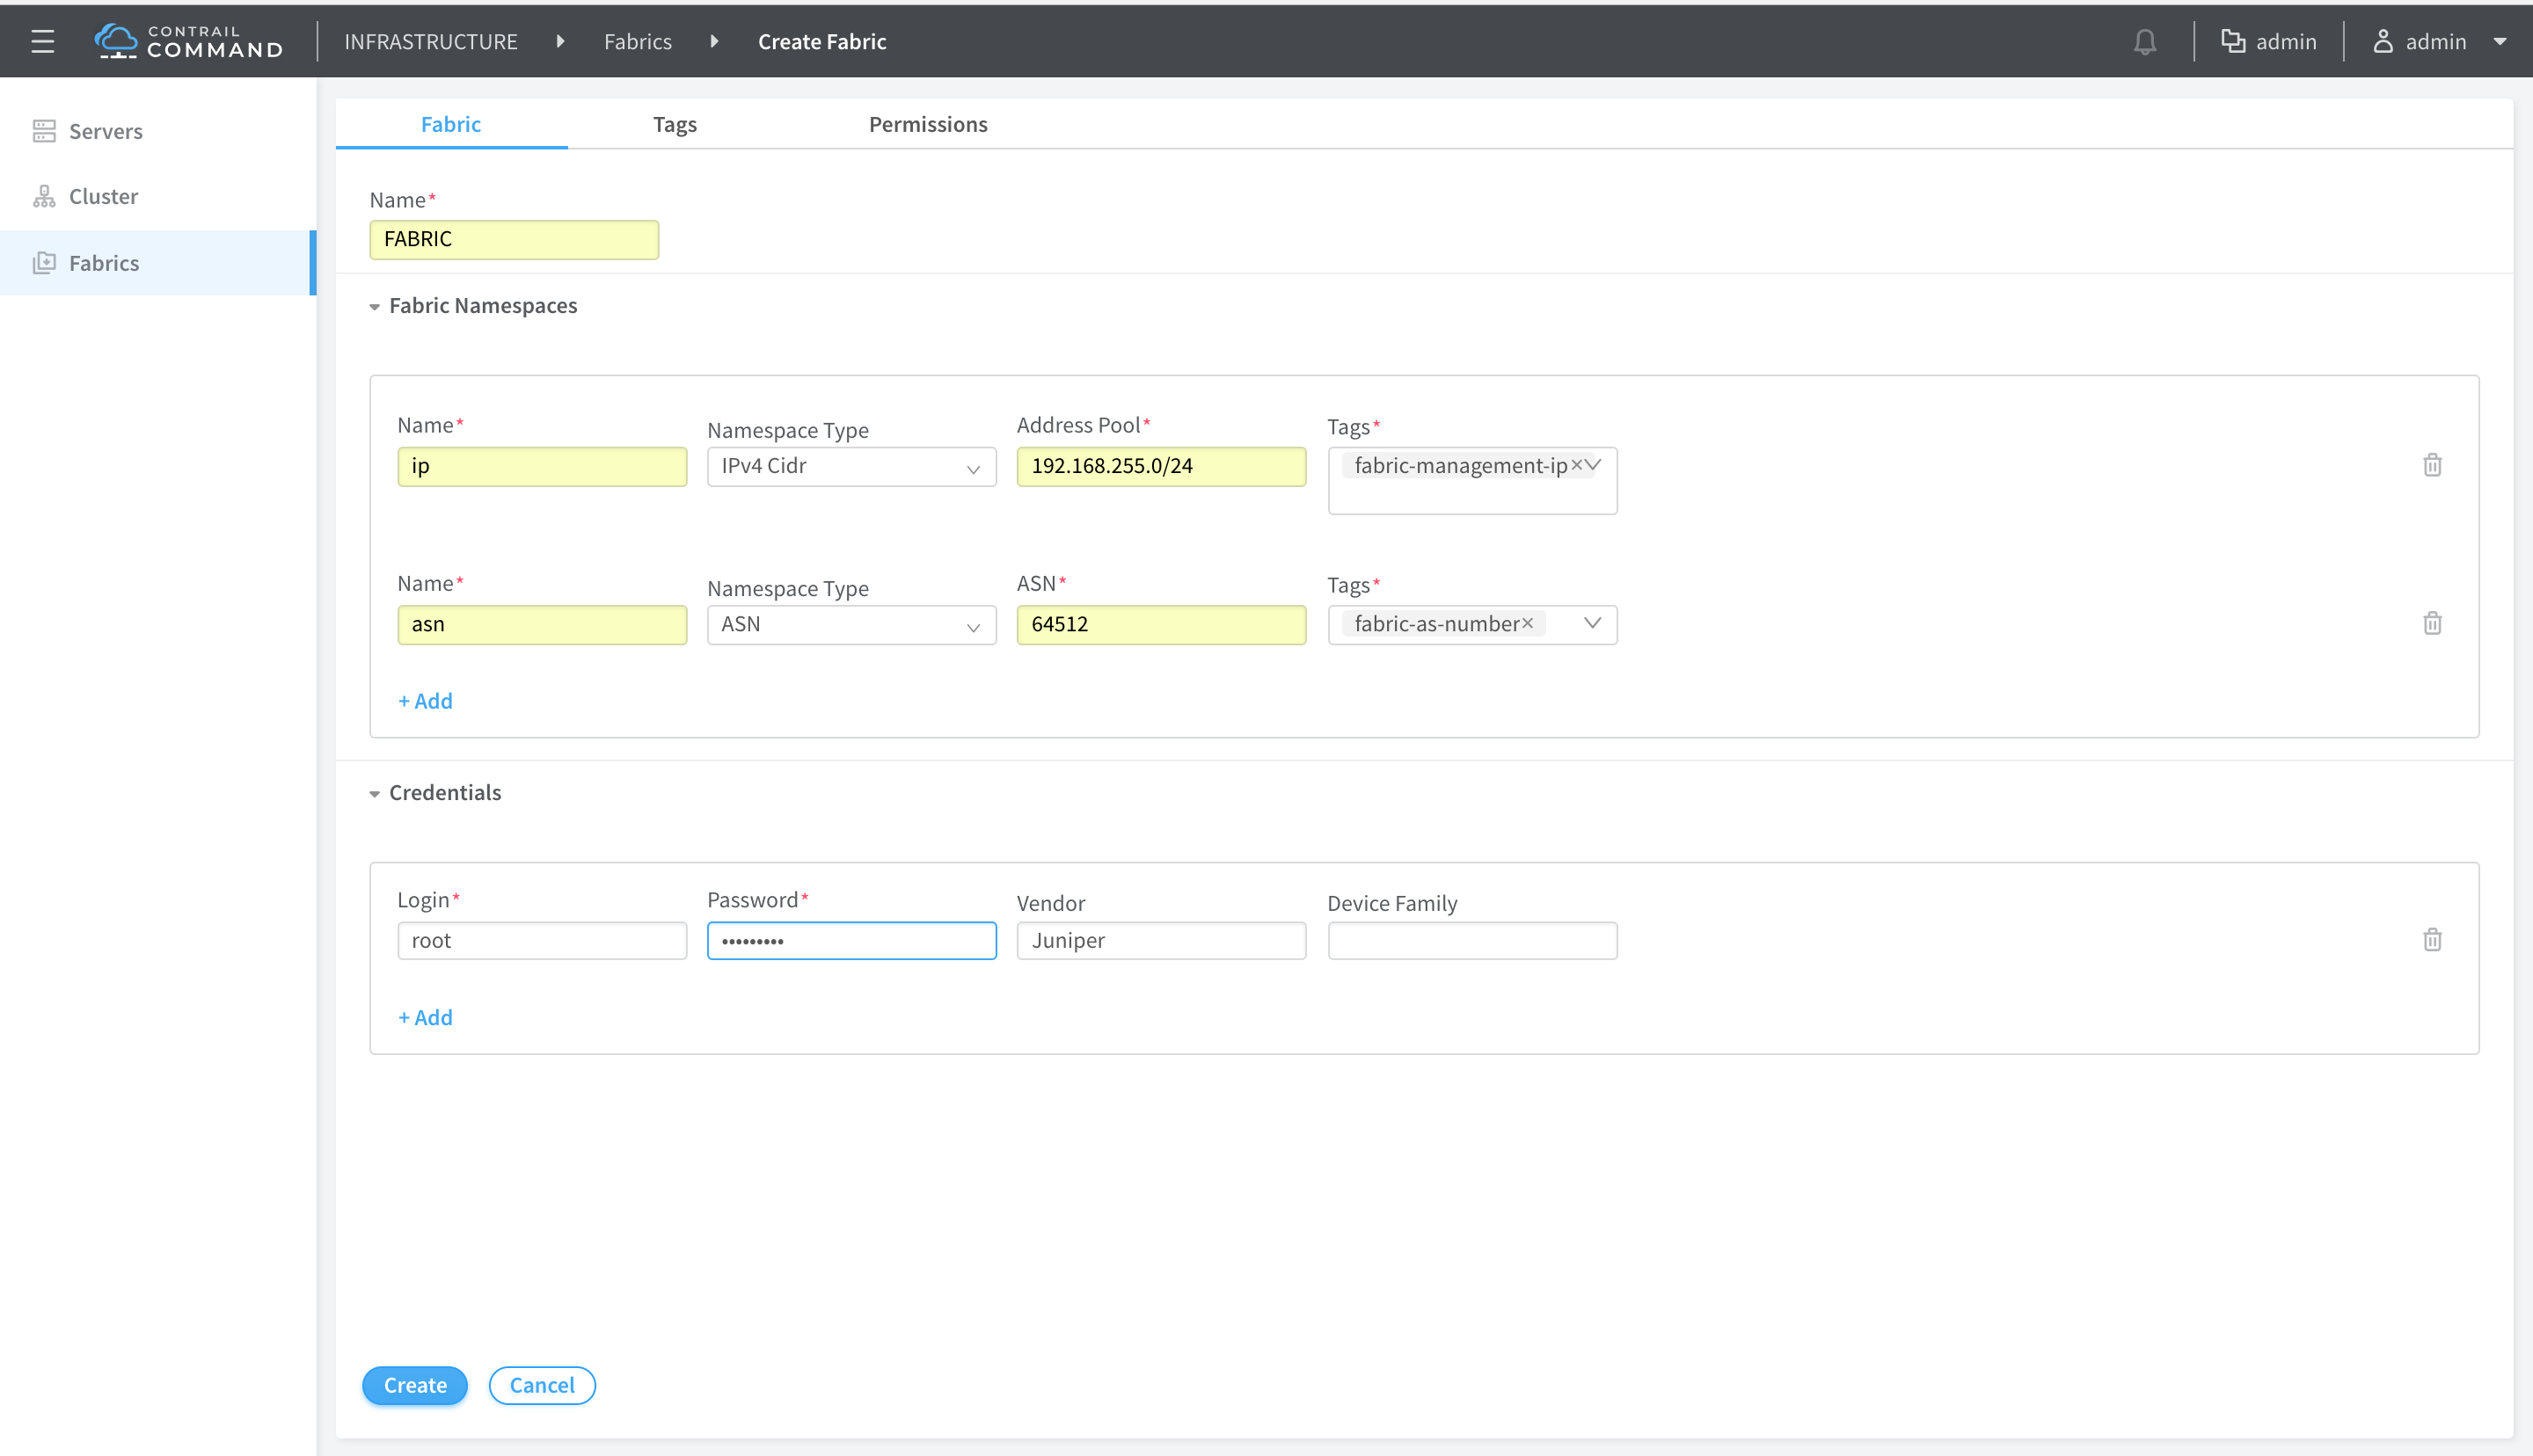 CONTRAIL
COMMAND
INFRASTRUCTURE Fabrics Create Fabric
admin admin
Servers
Cluster
Fabrics
Fabric Tags Permissions
Name*
FABRIC
Fabric Namespaces
Name* Namespace Type Address Pool* Tags*
ip IPv4 Cidr 192.168.255.0/24 fabric-management-ip×
Name* Namespace Type ASN* Tags*
asn ASN 64512 fabric-as-number×
+ Add
Credentials
Login* Password* Vendor Device Family
root ••••••••• Juniper
+ Add
Create Cancel